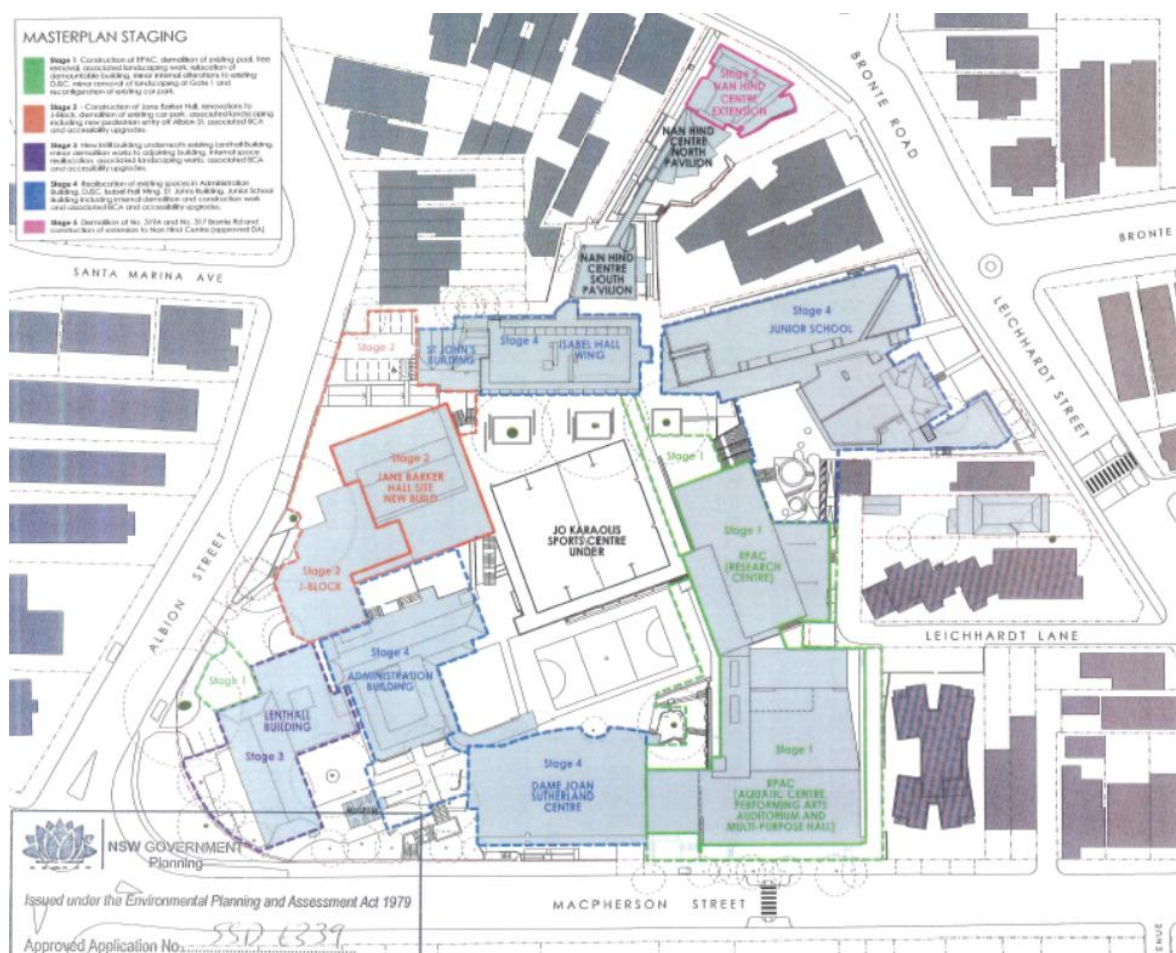 MASTERPLAN STAGING
Stage 1 Construction of RPAC, demolition of existing pool, tree
removal, associated landscaping work, relocation of
demountable building, minor internal alterations to existing
DJSC, minor removal of landscaping at Gate 1 and
reconfiguration of existing car park.
Stage 2 - Construction of Jane Barker Hall, renovations to
J-Block, demolition of existing car park, associated landscaping
including new pedestrian entry off Albion St, associated BCA
and accessibility upgrades.
Stage 3 New infill building underneath existing Lenthall Building,
minor demolition works to adjoining building, internal space
reallocation, associated landscaping works, associated BCA
and accessibility upgrades.
Stage 4 Reallocation of existing spaces in Administration
Building, DJSC, Isabel Hall Wing, St. Johns Building, Junior School
Building including internal demolition and construction work
and associated BCA and accessibility upgrades.
Stage 5 Demolition of No. 319A and No. 317 Bronte Rd and
construction of extension to Nan Hind Centre (approved DA)
Stage 5
NAN HIND
CENTRE
EXTENSION
NAN HIND
CENTRE
NORTH
PAVILION
BRONTE ROAD
BRONTE
SANTA MARINA AVE
NAN HIND
CENTRE
SOUTH
PAVILION
LEICHHARDT STREET
Stage 4
JUNIOR SCHOOL
Stage 2
ST JOHN'S
BUILDING
Stage 4
ISABEL HALL
WING
Stage 2
JANE BARKER
HALL SITE
NEW BUILD
Stage 1
JO KARAOLIS
SPORTS CENTRE
UNDER
Stage 1
RPAC
(RESEARCH
CENTRE)
ALBION STREET
Stage 2
J-BLOCK
LEICHHARDT LANE
Stage 4
ADMINISTRATION
BUILDING
Stage 1
LENTHALL
BUILDING
Stage 3
Stage 4
DAME JOAN
SUTHERLAND
CENTRE
Stage 1
RPAC
(AQUATIC CENTRE,
PERFORMING ARTS
AUDITORIUM AND
MULTI-PURPOSE HALL)
MUSEUM
NSW GOVERNMENT
Planning
Issued under the Environmental Planning and Assessment Act 1979
Approved Application No. SSD 6339
MACPHERSON STREET